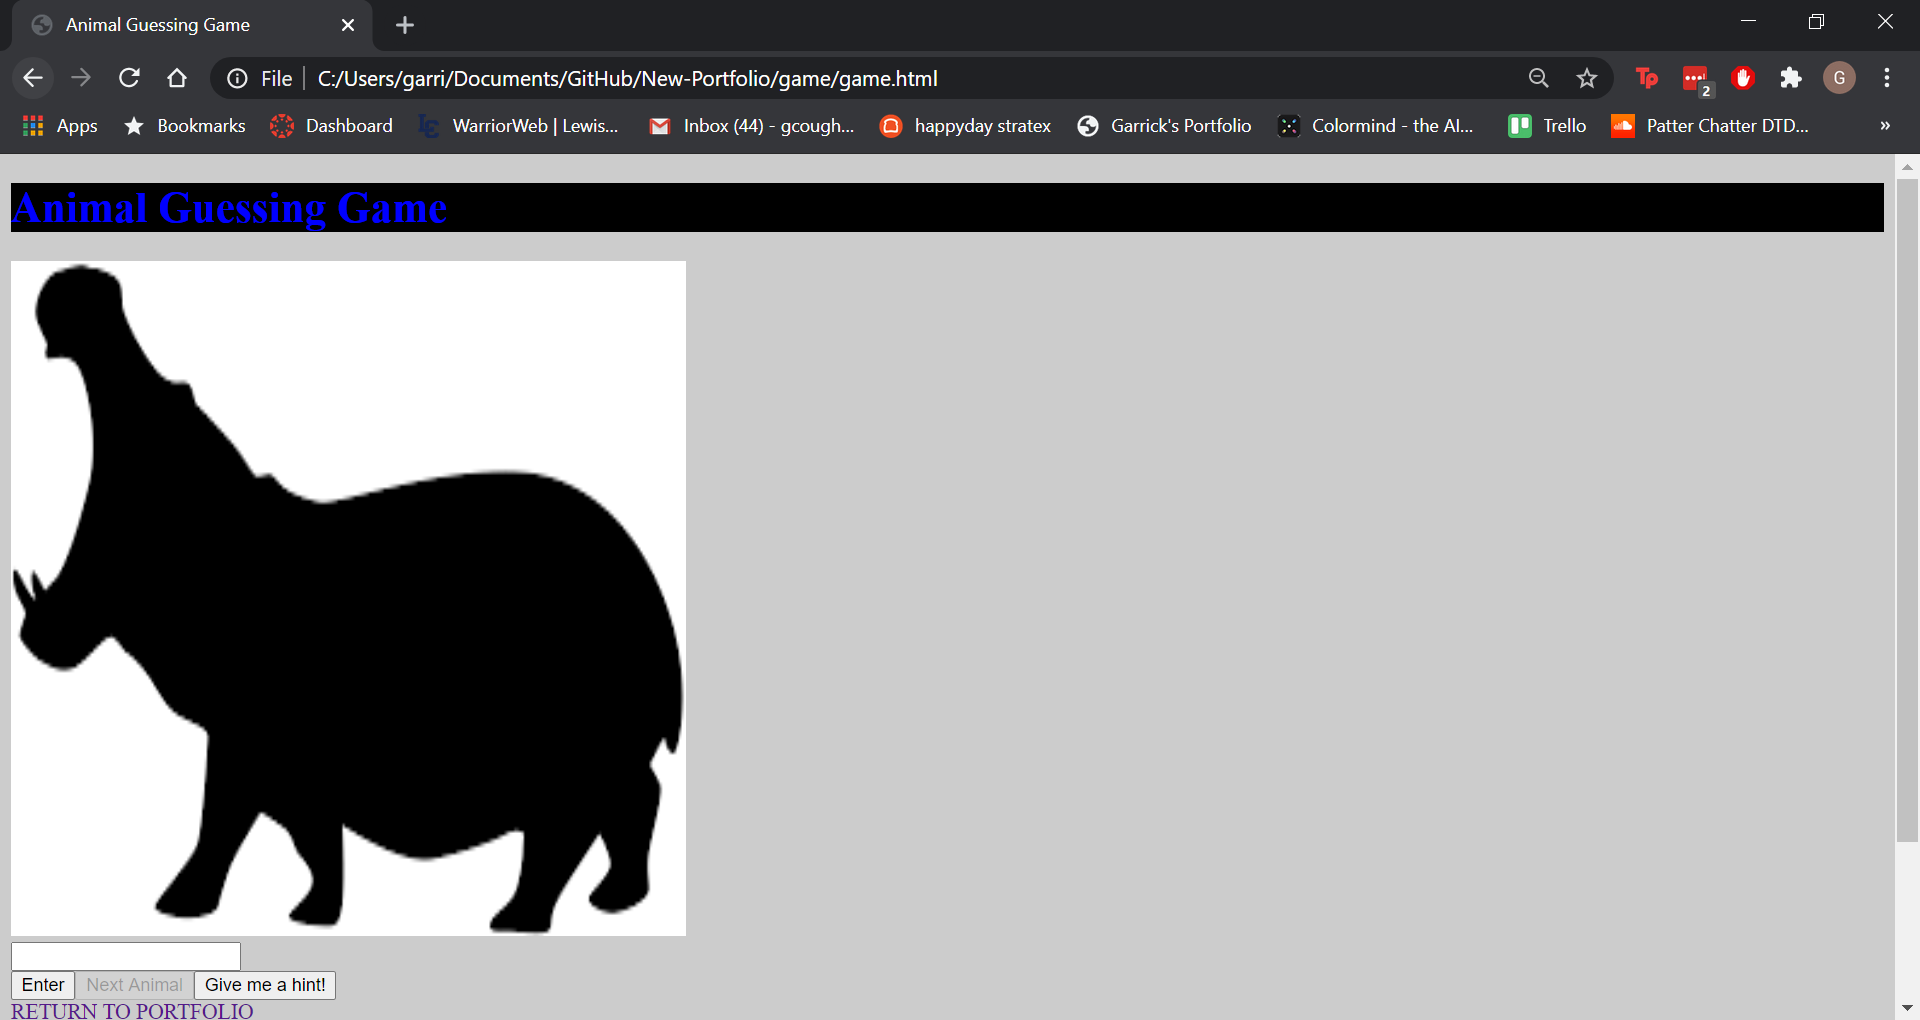 Animal Guessing Game
File C:/Users/garri/Documents/GitHub/New-Portfolio/game/game.html
2 G
Apps Bookmarks Dashboard LC WarriorWeb | Lewis... Inbox (44) - gcough... happyday stratex Garrick's Portfolio Colormind - the AI... Trello Patter Chatter DTD... »
Animal Guessing Game
Enter Next Animal Give me a hint!
RETURN TO PORTFOLIO